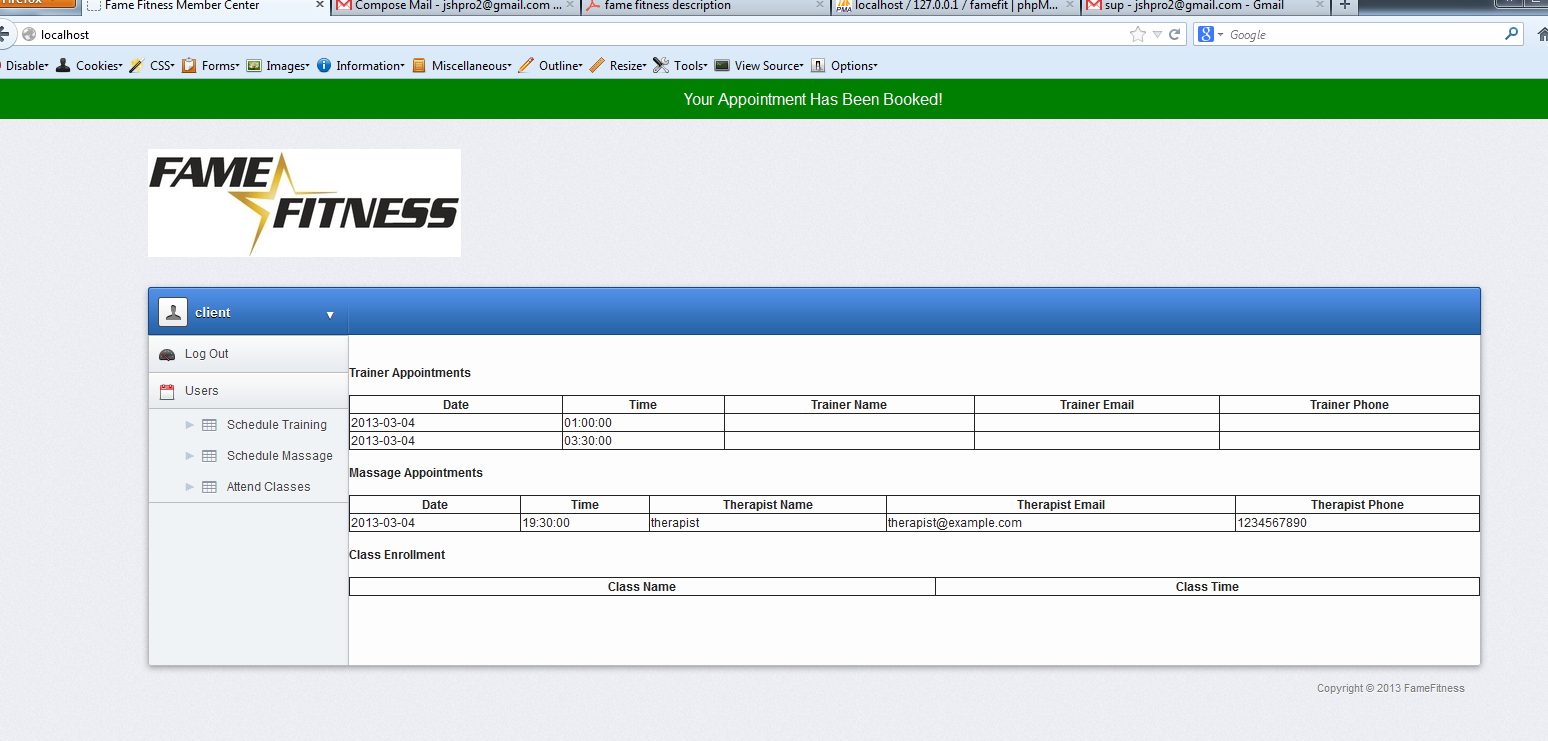 Firefox
Fame Fitness Member Center × Compose Mail - jshpro2@gmail.com ... × fame fitness description × localhost / 127.0.0.1 / famefit | phpM... × sup - jshpro2@gmail.com - Gmail × +
localhost Google
Disable Cookies CSS Forms Images Information Miscellaneous Outline Resize Tools View Source Options
Your Appointment Has Been Booked!
FAME
FITNESS
client
Log Out
Users
Schedule Training
Schedule Massage
Attend Classes
Trainer Appointments
Date Time Trainer Name Trainer Email Trainer Phone
2013-03-04 01:00:00
2013-03-04 03:30:00
Massage Appointments
Date Time Therapist Name Therapist Email Therapist Phone
2013-03-04 19:30:00 therapist therapist@example.com 1234567890
Class Enrollment
Class Name Class Time
Copyright © 2013 FameFitness